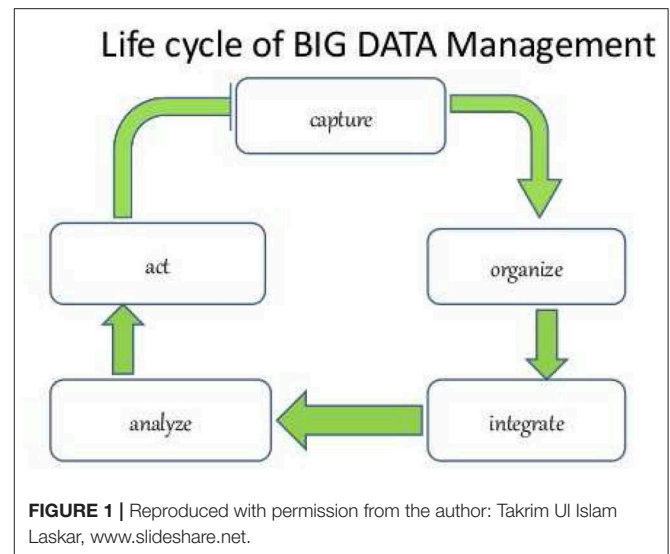 Life cycle of BIG DATA Management
capture
act
organize
analyze
integrate
FIGURE 1 | Reproduced with permission from the author: Takrim Ul Islam
Laskar, www.slideshare.net.